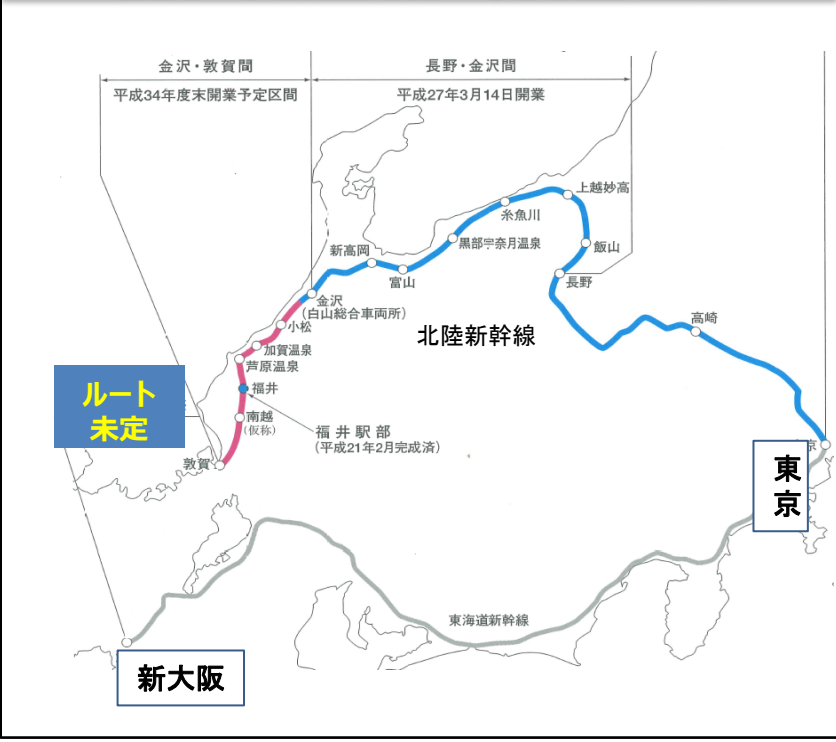 金沢・敦賀間
長野・金沢間
平成34年度末開業予定区間
平成27年3月14日開業
上越妙高
糸魚川
黒部宇奈月温泉
飯山
新高岡
富山
長野
金沢
(白山総合車両所)
高崎
小松
北陸新幹線
加賀温泉
芦原温泉
ルート
未定
福井
南越
(仮称)
福井駅部
(平成21年2月完成済)
敦賀
京
東
京
東海道新幹線
新大阪